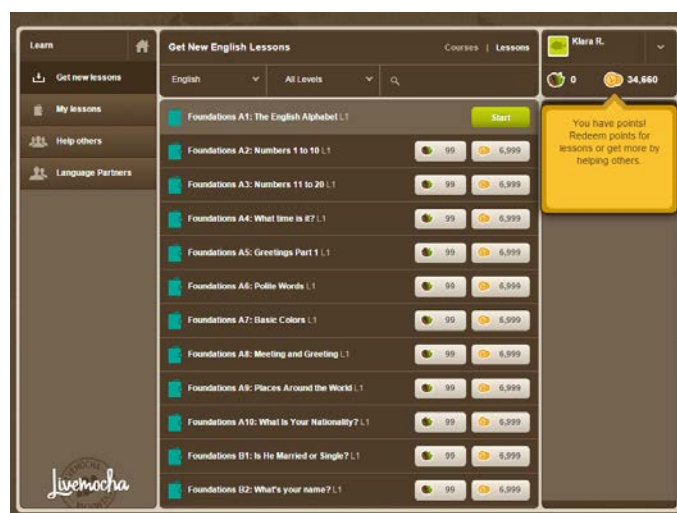 Learn
Get new lessons
My lessons
Help others
Language Partners
Livemocha
Get New English Lessons
Courses | Lessons
English
All Levels
Foundations A1: The English Alphabet L1
Start
Foundations A2: Numbers 1 to 10 L1
99 6,999
Foundations A3: Numbers 11 to 20 L1
99 6,999
Foundations A4: What time is it? L1
99 6,999
Foundations A5: Greetings Part 1 L1
99 6,999
Foundations A6: Polite Words L1
99 6,999
Foundations A7: Basic Colors L1
99 6,999
Foundations A8: Meeting and Greeting L1
99 6,999
Foundations A9: Places Around the World L1
99 6,999
Foundations A10: What Is Your Nationality? L1
99 6,999
Foundations B1: Is He Married or Single? L1
99 6,999
Foundations B2: What's your name? L1
99 6,999
Klara R.
0 34,660
You have points!
Redeem points for
lessons or get more by
helping others.